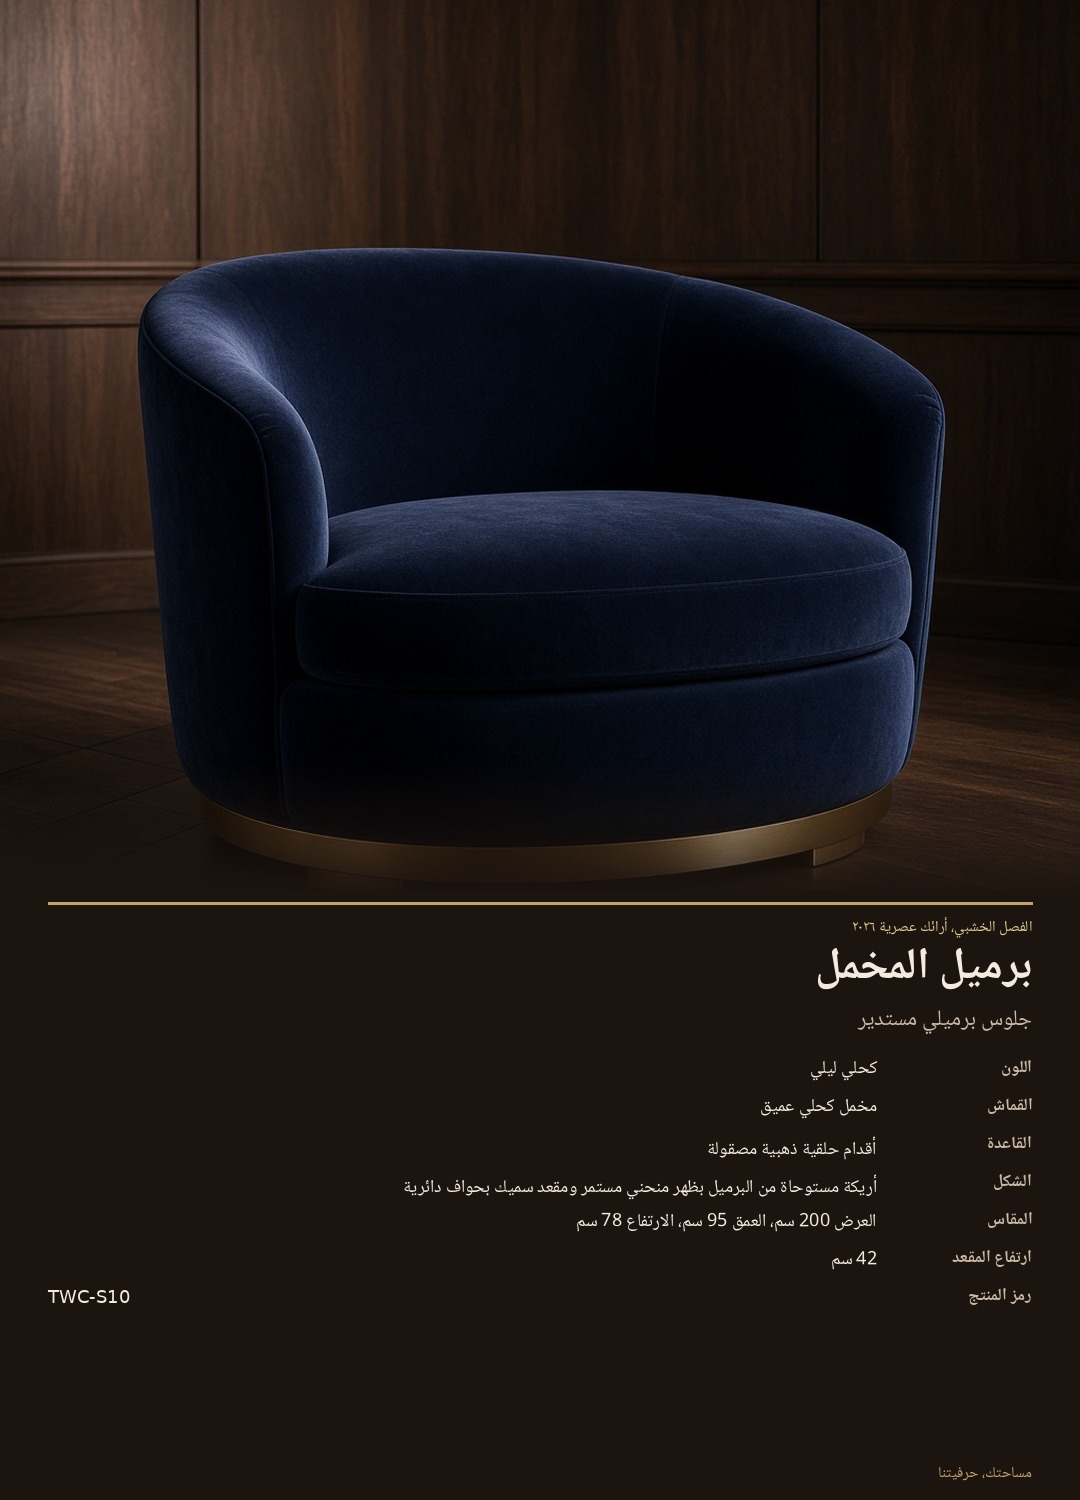 الفصل الخشبي، أرائك عصرية ٢٠٢٦
برميل المخمل
جلوس برميلي مستدير
اللون كحلي ليلي
القماش مخمل كحلي عميق
القاعدة أقدام حلقية ذهبية مصقولة
الشكل أريكة مستوحاة من البرميل بظهر منحني مستمر ومقعد سميك بحواف دائرية
المقاس العرض 200 سم، العمق 95 سم، الارتفاع 78 سم
ارتفاع المقعد 42 سم
رمز المنتج TWC-S10
مساحتك، حرفيتنا